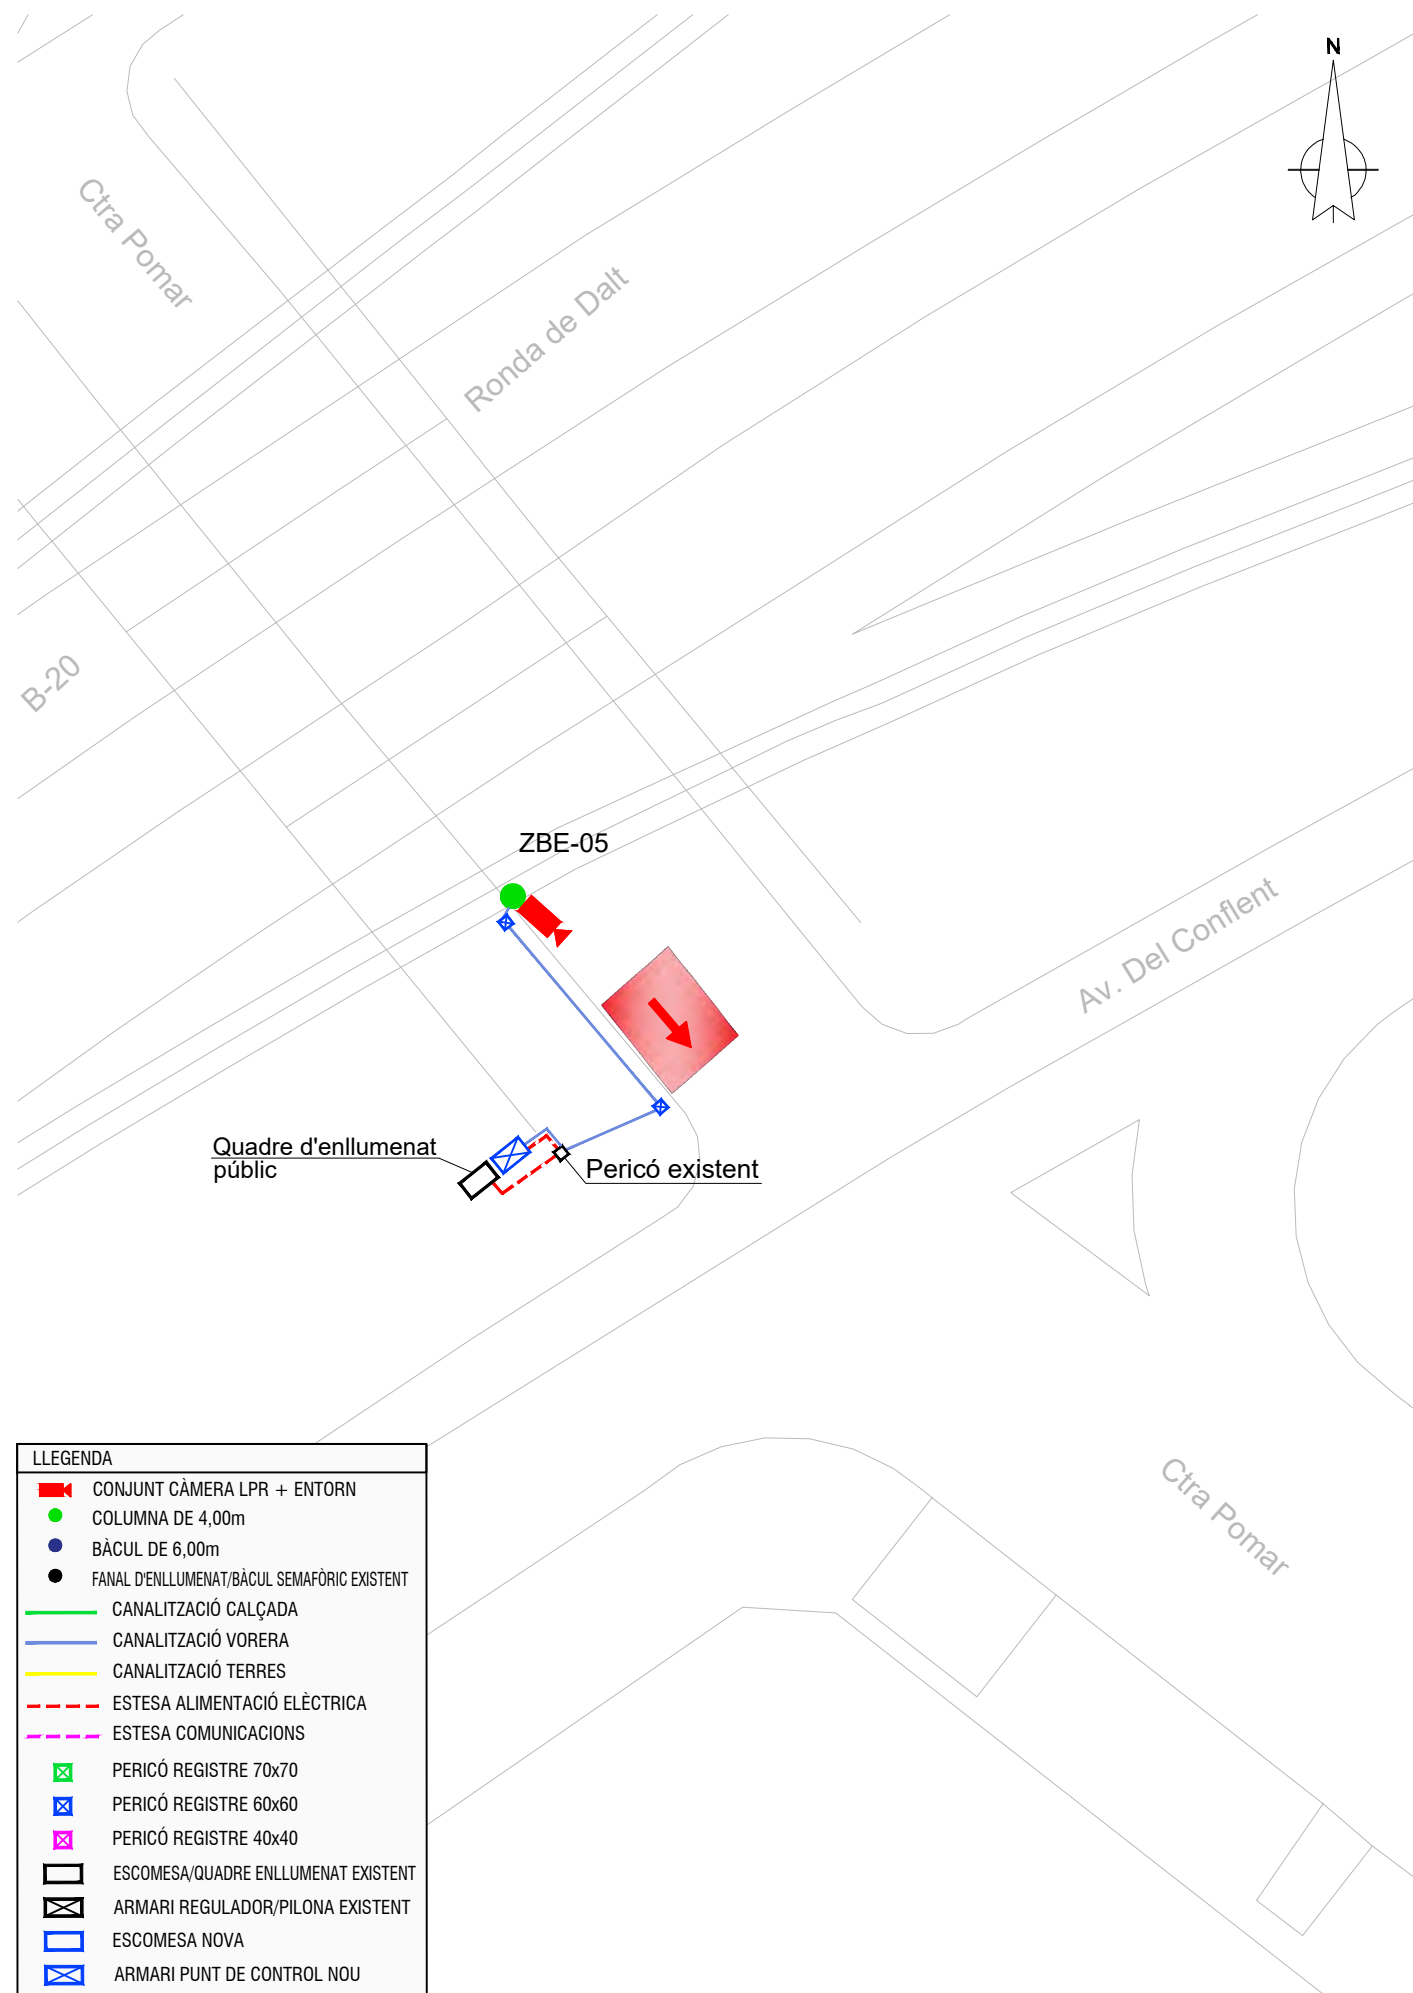 N
Ctra Pomar
Ronda de Dalt
B-20
ZBE-05
Av. Del Conflent
Quadre d'enllumenat
públic
Pericó existent
Ctra Pomar
LLEGENDA
CONJUNT CÀMERA LPR + ENTORN
COLUMNA DE 4,00m
BÀCUL DE 6,00m
FANAL D'ENLLUMENAT/BÀCUL SEMAFÒRIC EXISTENT
CANALITZACIÓ CALÇADA
CANALITZACIÓ VORERA
CANALITZACIÓ TERRES
ESTESA ALIMENTACIÓ ELÈCTRICA
ESTESA COMUNICACIONS
PERICÓ REGISTRE 70x70
PERICÓ REGISTRE 60x60
PERICÓ REGISTRE 40x40
ESCOMESA/QUADRE ENLLUMENAT EXISTENT
ARMARI REGULADOR/PILONA EXISTENT
ESCOMESA NOVA
ARMARI PUNT DE CONTROL NOU